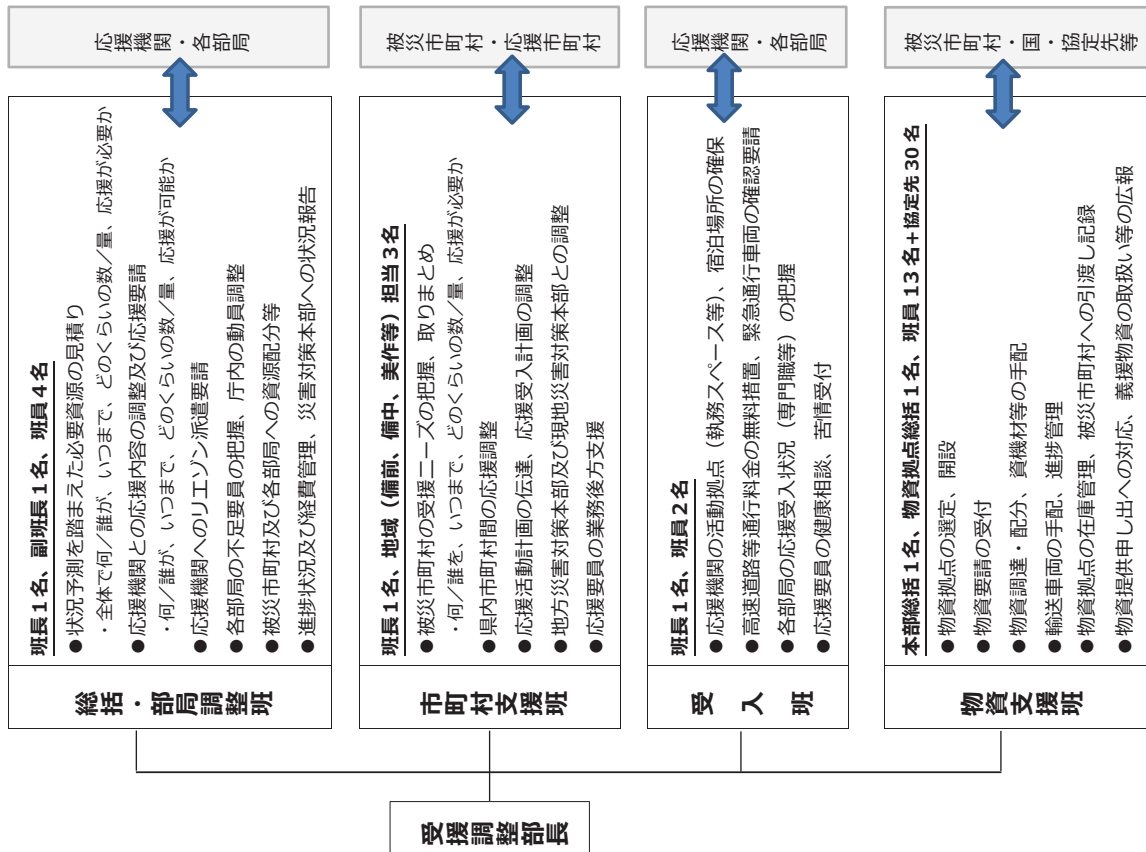 受援調整部長
総括・部局調整班
班長1名、副班長1名、班員4名
●状況予測を踏まえた必要資源の見積り
・全体で何/誰が、いつまで、どのくらいの数/量、応援が必要か
●応援機関との応援内容の調整及び応援要請
・何/誰が、いつまで、どのくらいの数/量、応援が可能か
●応援機関へのリエゾン派遣要請
●各部局の不足要員の把握、庁内の動員調整
●被災市町村及び各部局への資源配分等
●進捗状況及び経費管理、災害対策本部への状況報告
応援機関・各部局
市町村支援班
班長1名、地域(備前、備中、美作等)担当3名
●被災市町村の受援ニーズの把握、取りまとめ
・何/誰を、いつまで、どのくらいの数/量、応援が必要か
●県内市町村間の応援調整
●応援活動計画の伝達、応援受入計画の調整
●地方災害対策本部及び現地災害対策本部との調整
●応援要員の業務後方支援
被災市町村・応援市町村
受入班
班長1名、班員2名
●応援機関の活動拠点(執務スペース等)、宿泊場所の確保
●高速道路等通行料金の無料措置、緊急通行車両の確認要請
●各部局の応援受入状況(専門職等)の把握
●応援要員の健康相談、苦情受付
応援機関・各部局
物資支援班
本部総括1名、物資拠点総括1名、班員13名+協定先30名
●物資拠点の選定、開設
●物資要請の受付
●物資調達・配分、資機材等の手配
●輸送車両の手配、進捗管理
●物資拠点の在庫管理、被災市町村への引渡し記録
●物資提供申し出への対応、義援物資の取扱い等の広報
被災市町村・国・協定先等